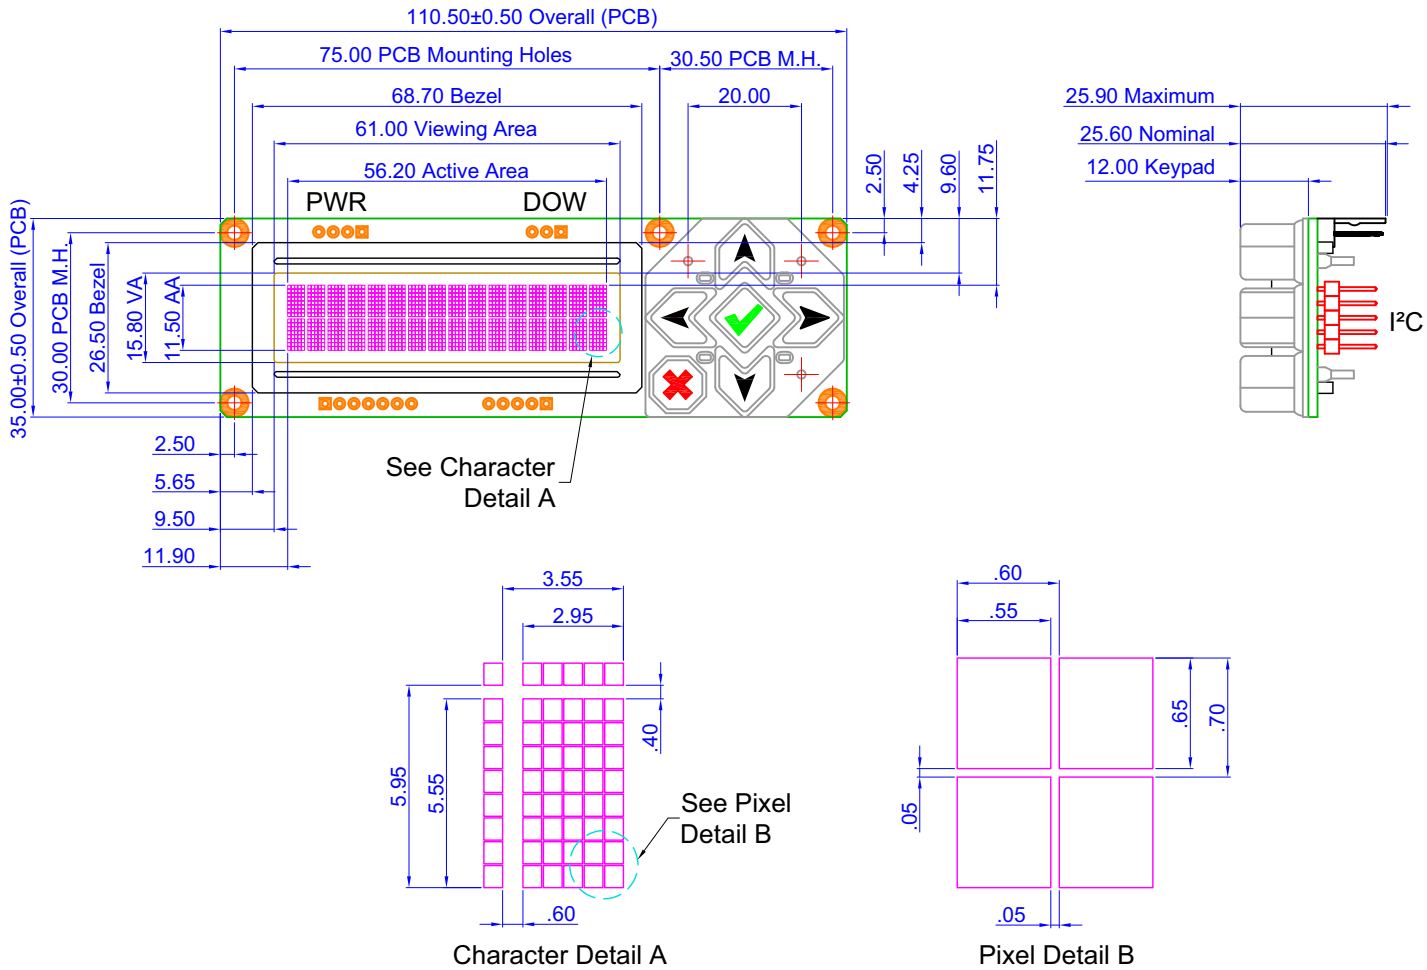 110.50±0.50 Overall (PCB)
75.00 PCB Mounting Holes
30.50 PCB M.H.
68.70 Bezel
20.00
61.00 Viewing Area
56.20 Active Area
PWR
DOW
2.50
4.25
9.60
11.75
25.90 Maximum
25.60 Nominal
12.00 Keypad
35.00±0.50 Overall (PCB)
30.00 PCB M.H.
26.50 Bezel
15.80 VA
11.50 AA
I²C
2.50
5.65
9.50
11.90
See Character
Detail A
3.55
2.95
.40
5.95
5.55
.60
See Pixel
Detail B
Character Detail A
.60
.55
.65
.70
.05
.05
Pixel Detail B